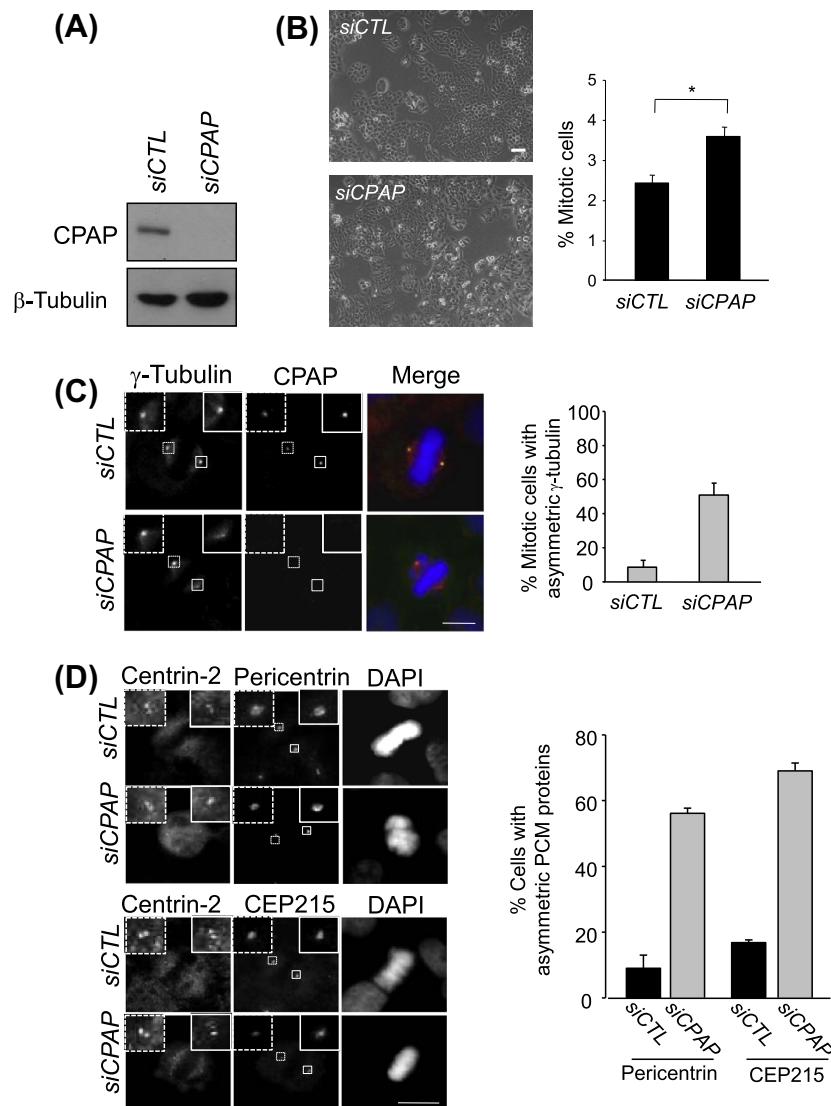 (A)
siCTL
siCPAP
CPAP
β-Tubulin
(B)
siCTL
siCPAP
% Mitotic cells
5
4
3
2
1
0
*
siCTL
siCPAP
(C)
γ-Tubulin
CPAP
Merge
siCTL
siCPAP
% Mitotic cells with
asymmetric γ-tubulin
100
80
60
40
20
0
siCTL
siCPAP
(D)
Centrin-2
Pericentrin
DAPI
siCTL
siCPAP
Centrin-2
CEP215
DAPI
siCTL
siCPAP
% Cells with
asymmetric PCM proteins
80
60
40
20
0
siCTL
siCPAP
siCTL
siCPAP
Pericentrin
CEP215